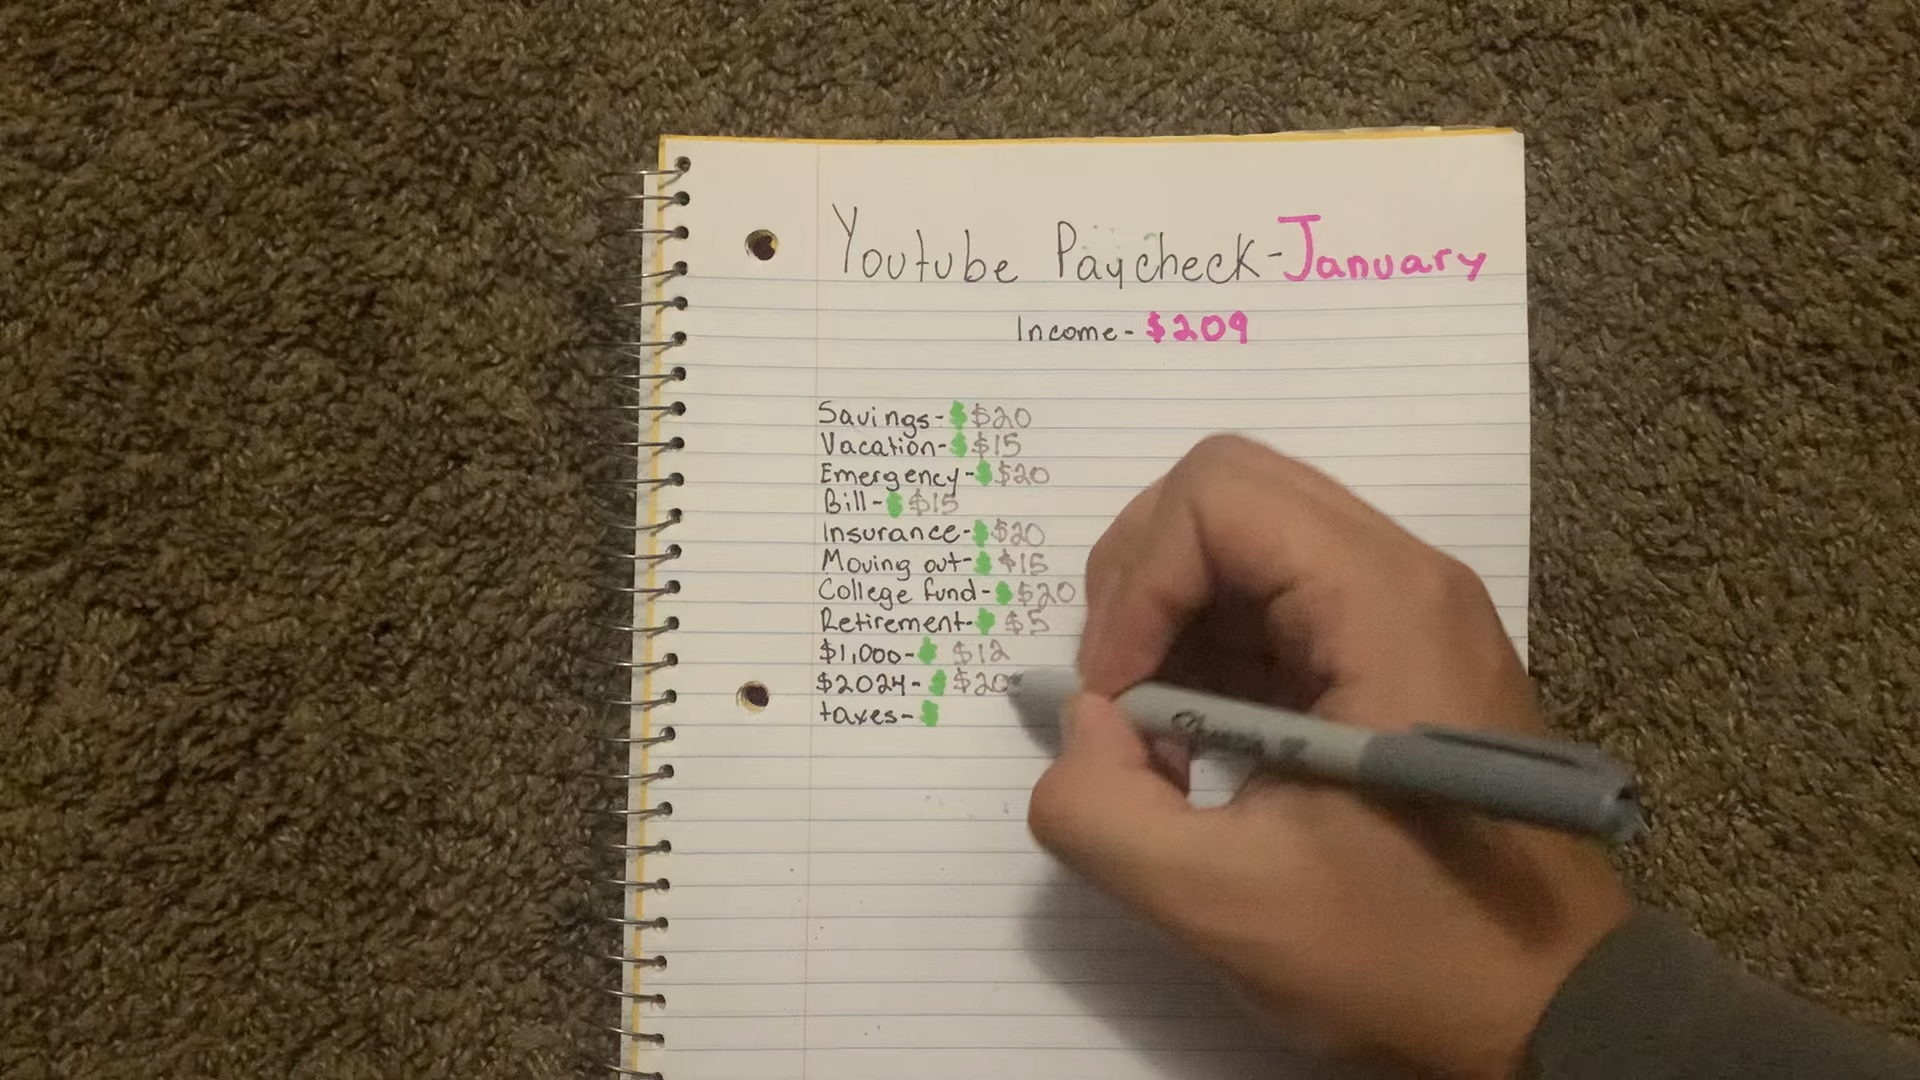 Youtube Paycheck-January
Income- $209
Savings- $ $20
Vacation- $ $15
Emergency- $ $20
Bill- $ $15
Insurance- $ $20
Moving out- $ $15
College fund- $ $20
Retirement- $ $5
$1,000- $ $12
$2024- $ $20
taxes- $
Sharpie